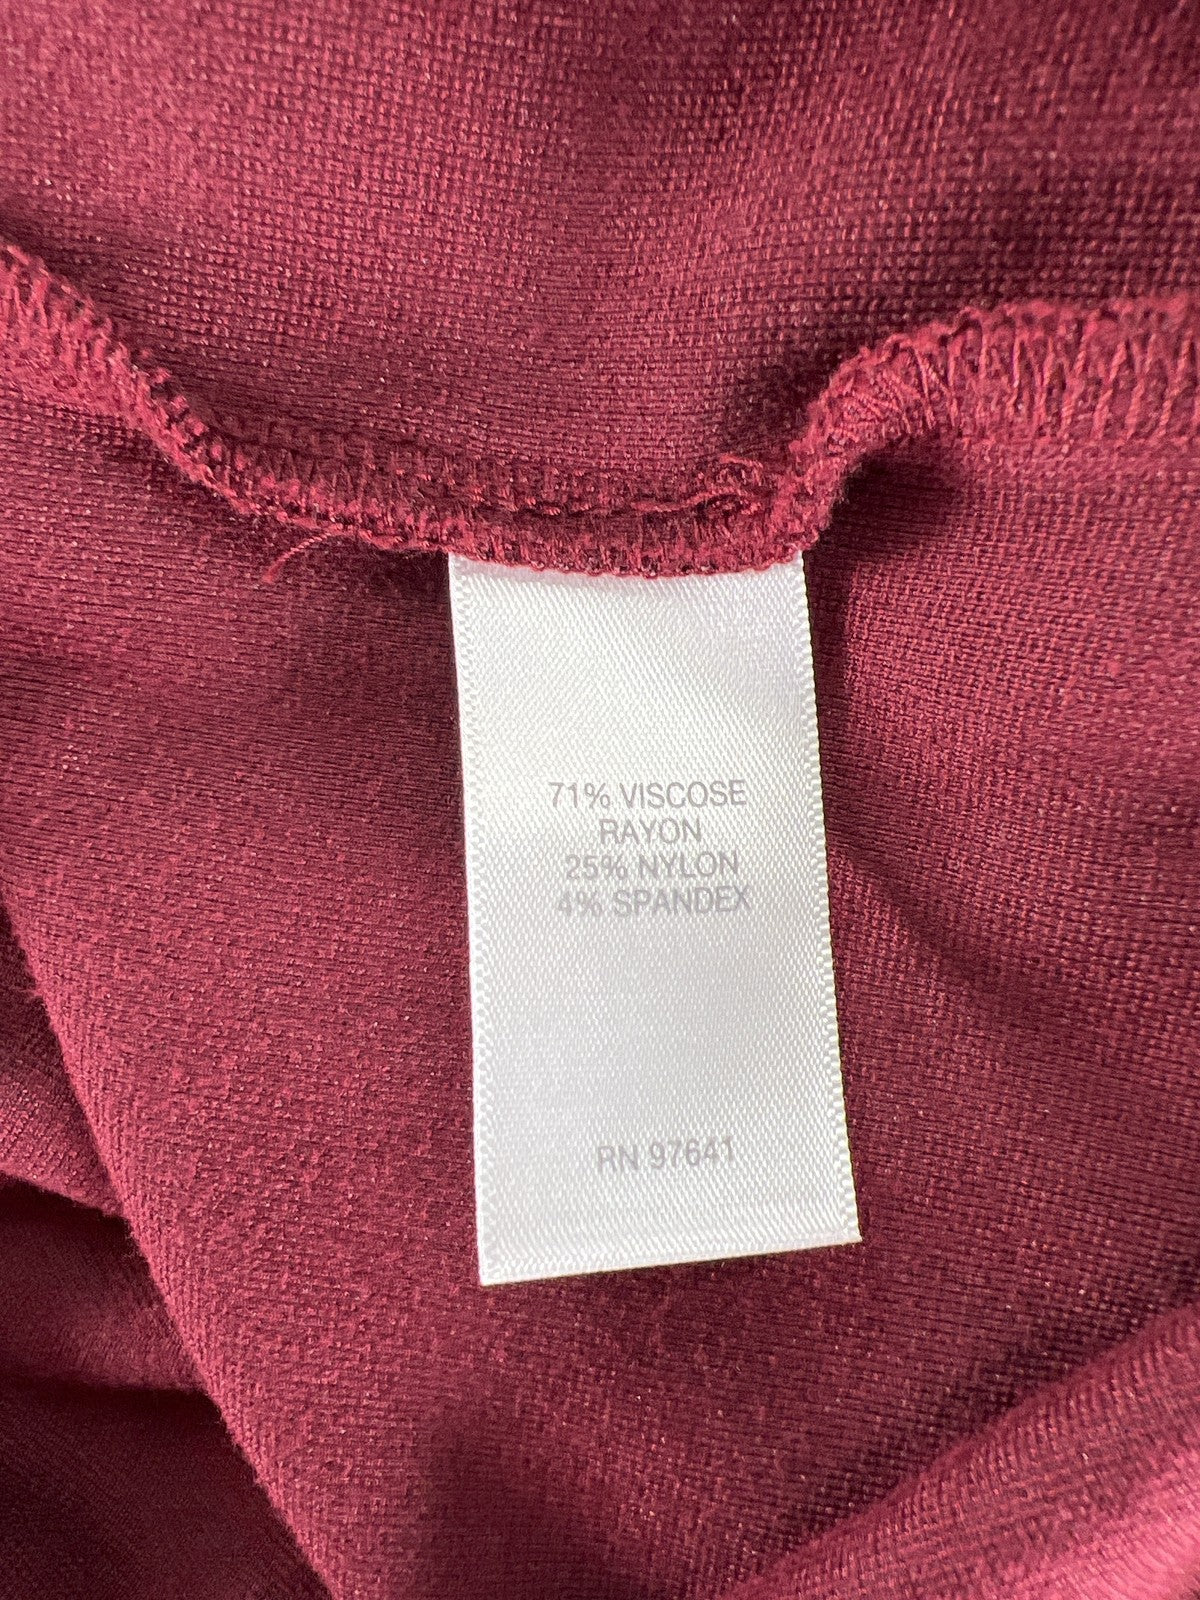 71% VISCOSE
RAYON
25% NYLON
4% SPANDEX
RN 97641